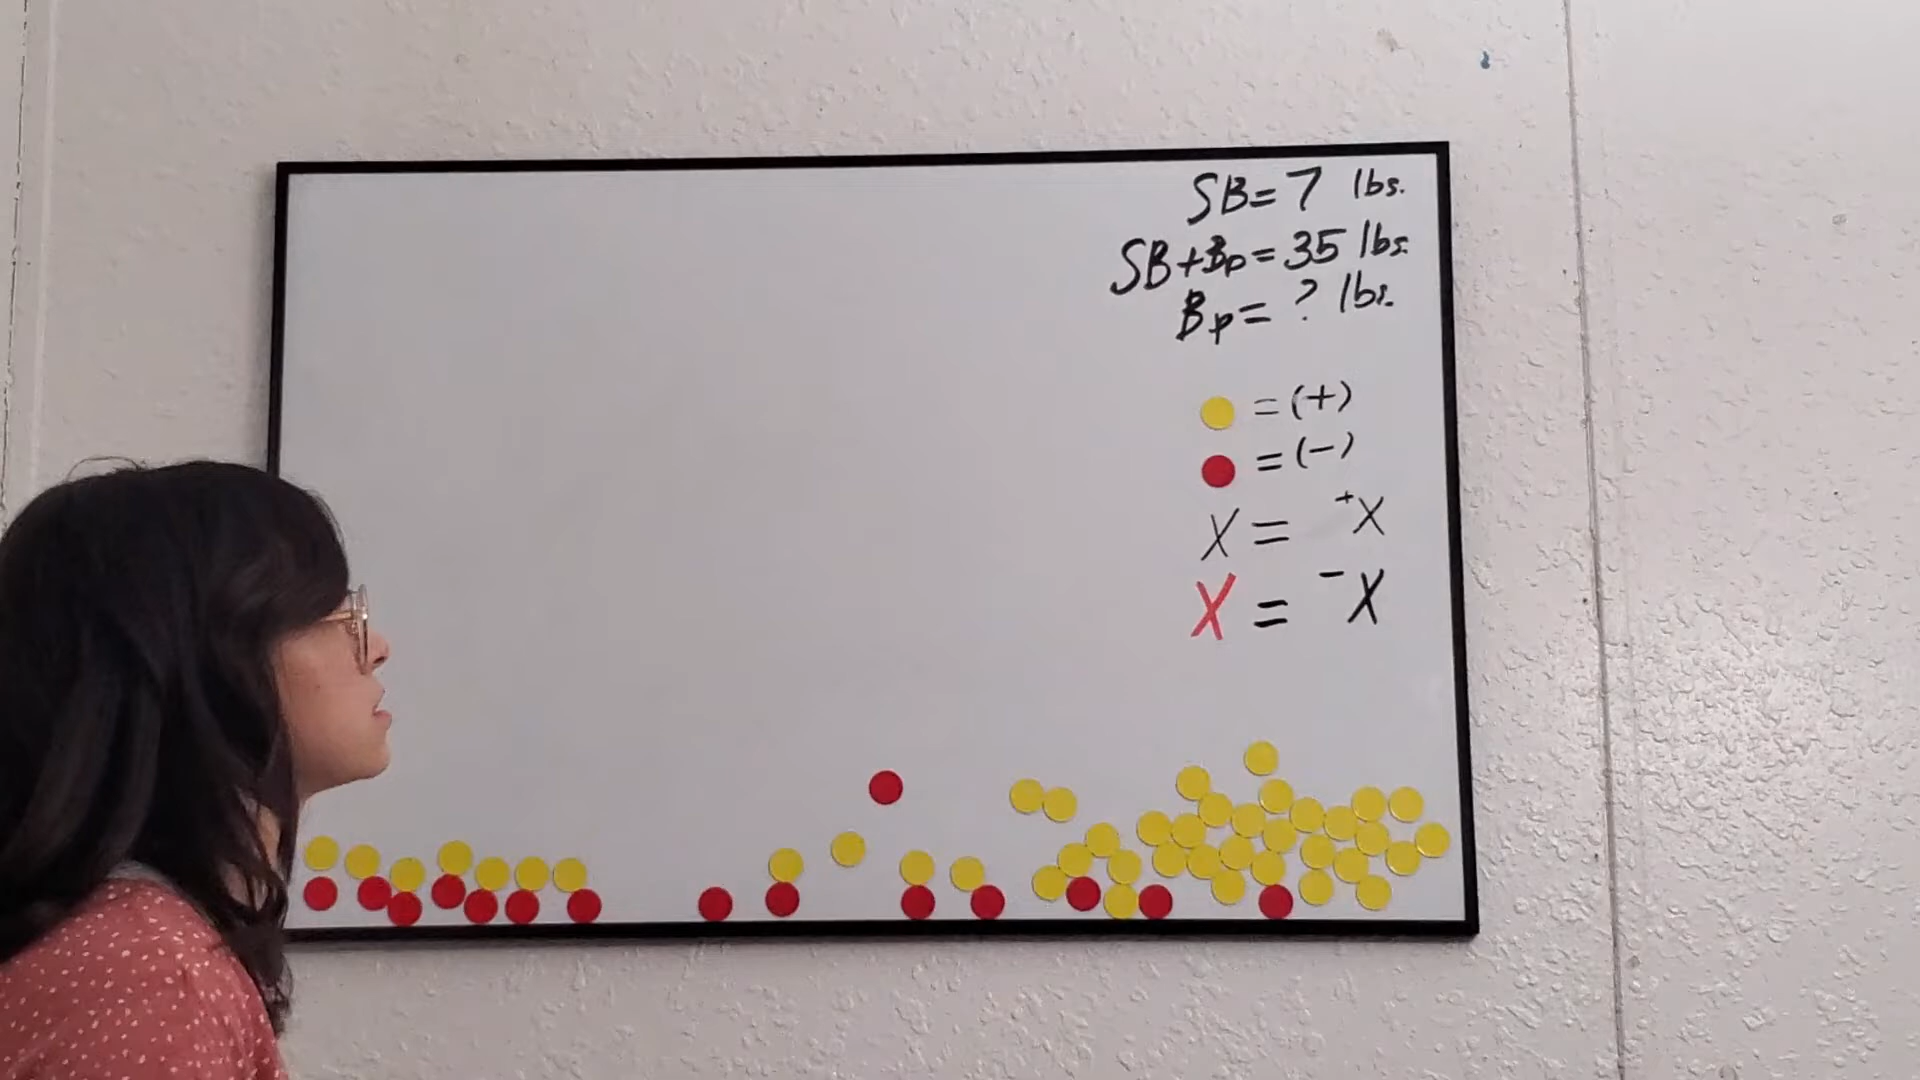 SB = 7 lbs.
SB + Bp = 35 lbs.
Bp = ? lbs.
= (+)
= (-)
X = +X
X = -X